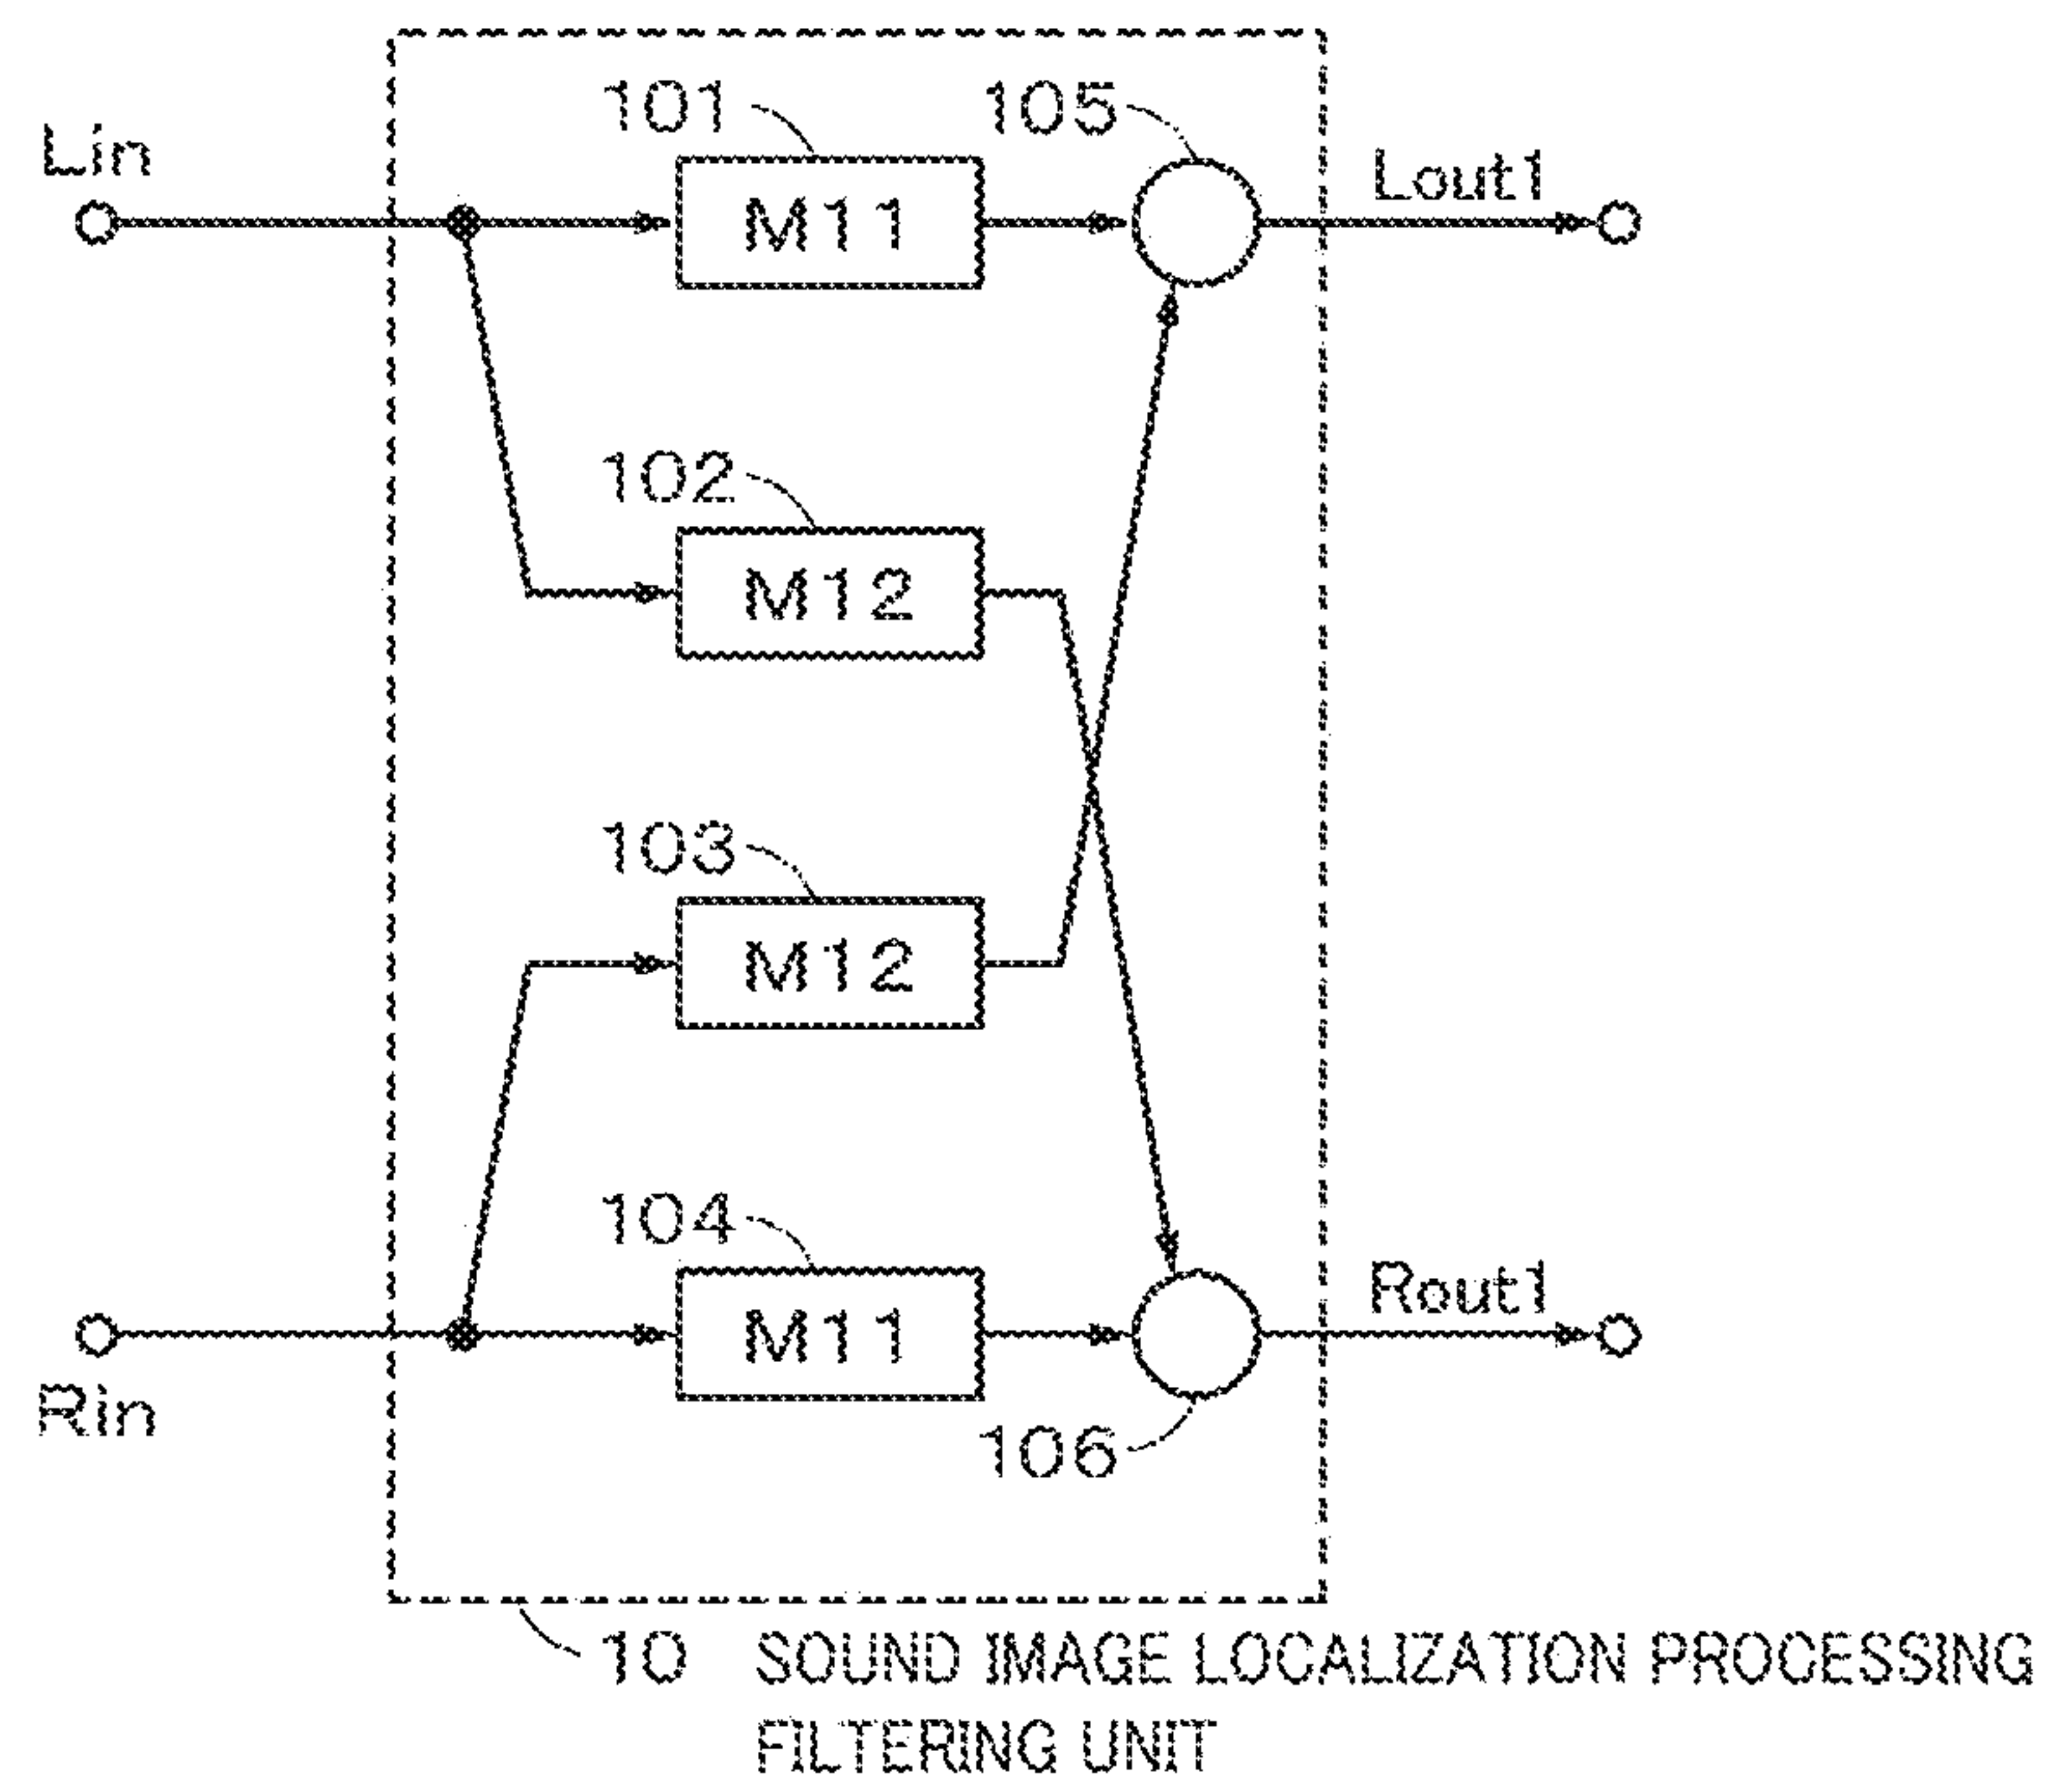 101
105
Lin
Lout1
M11
102
M12
103
M12
104
M11
Rout1
Rin
106
10 SOUND IMAGE LOCALIZATION PROCESSING
FILTERING UNIT